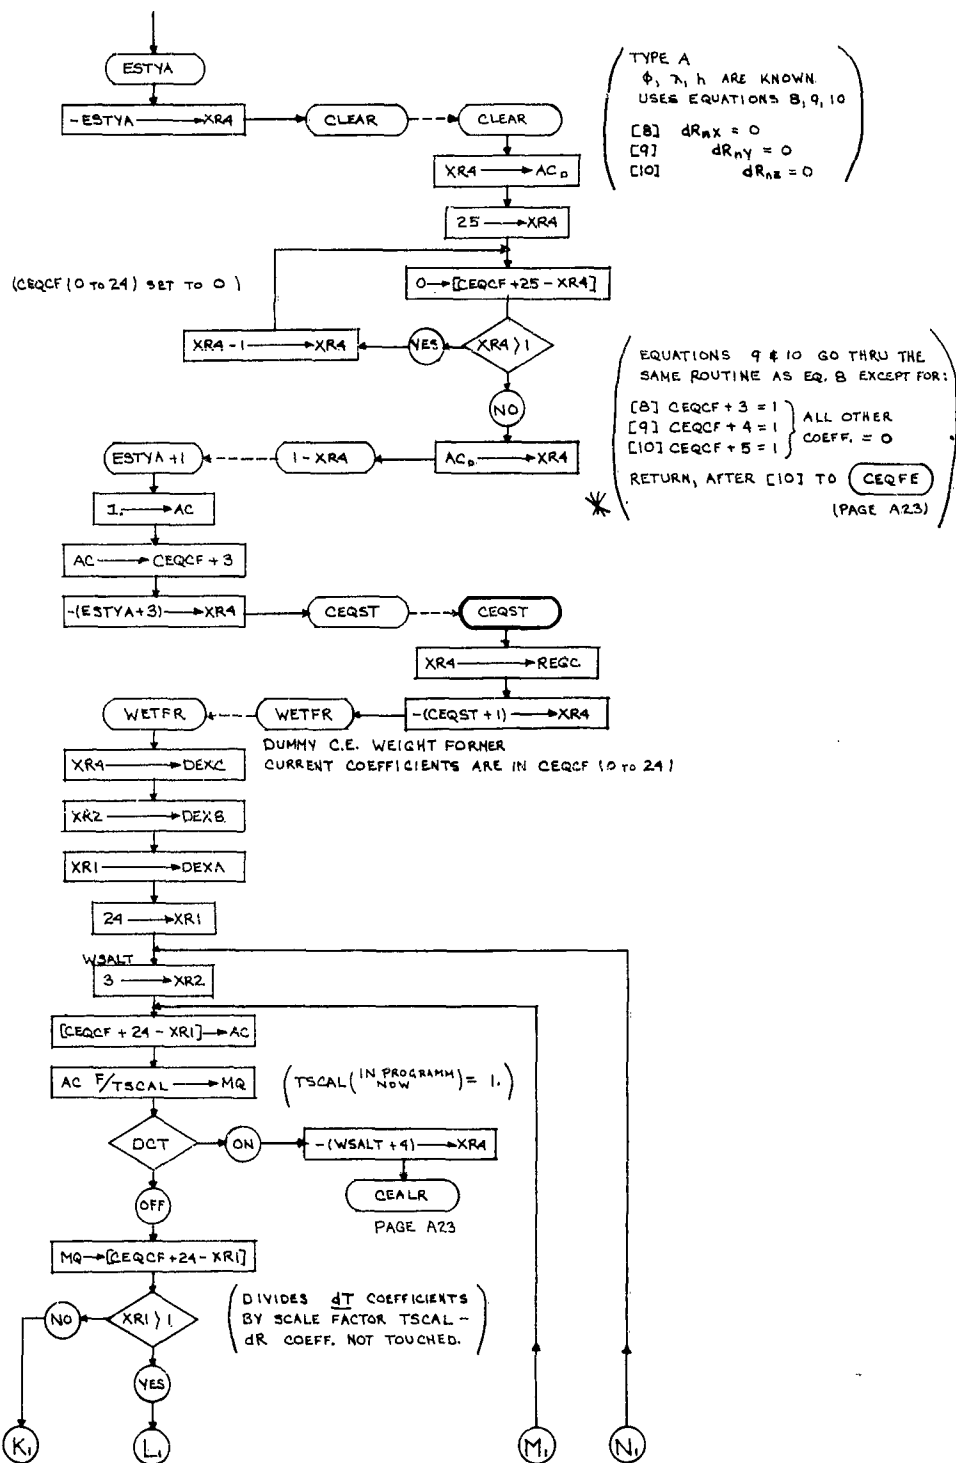 ESTYA
-ESTYA → XR4
CLEAR
CLEAR
TYPE A
φ, λ, h ARE KNOWN.
USES EQUATIONS 8, 9, 10
[8] dRnx = 0
[9] dRny = 0
[10] dRnz = 0
XR4 → ACD
25 → XR4
(CEQCF (0 TO 24) SET TO 0)
0 → [CEQCF + 25 - XR4]
XR4 - 1 → XR4
YES
XR4 > 1
NO
EQUATIONS 9 & 10 GO THRU THE
SAME ROUTINE AS EQ. 8 EXCEPT FOR:
[8] CEQCF + 3 = 1
[9] CEQCF + 4 = 1
[10] CEQCF + 5 = 1
ALL OTHER
COEFF. = 0
RETURN, AFTER [10] TO CEQFE
(PAGE A23)
ESTYA + 1
1 - XR4
ACD → XR4
1. → AC
AC → CEQCF + 3
-(ESTYA + 3) → XR4
CEQST
CEQST
XR4 → REGC
WETFR
WETFR
-(CEQST + 1) → XR4
DUMMY C.E. WEIGHT FORMER
CURRENT COEFFICIENTS ARE IN CEQCF (0 TO 24)
XR4 → DEXC
XR2 → DEXB
XR1 → DEXA
24 → XR1
WSALT
3 → XR2
[CEQCF + 24 - XR1] → AC
AC F/TSCAL → MQ
(TSCAL (IN PROGRAMM NOW) = 1.)
DCT
ON
-(WSALT + 4) → XR4
CEALR
PAGE A23
OFF
MQ → [CEQCF + 24 - XR1]
NO
XR1 > 1
DIVIDES dT COEFFICIENTS
BY SCALE FACTOR TSCAL -
dR COEFF. NOT TOUCHED.
YES
K1
L1
M1
N1